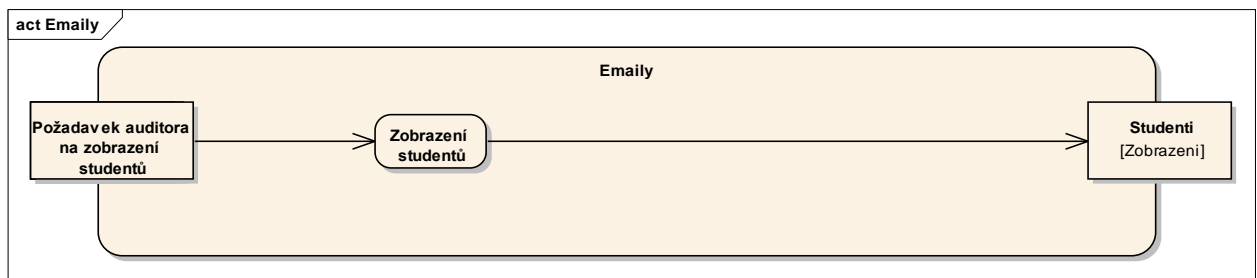 act Emaily
Emaily
Požadavek auditora
na zobrazení
studentů
Zobrazení
studentů
Studenti
[Zobrazeni]